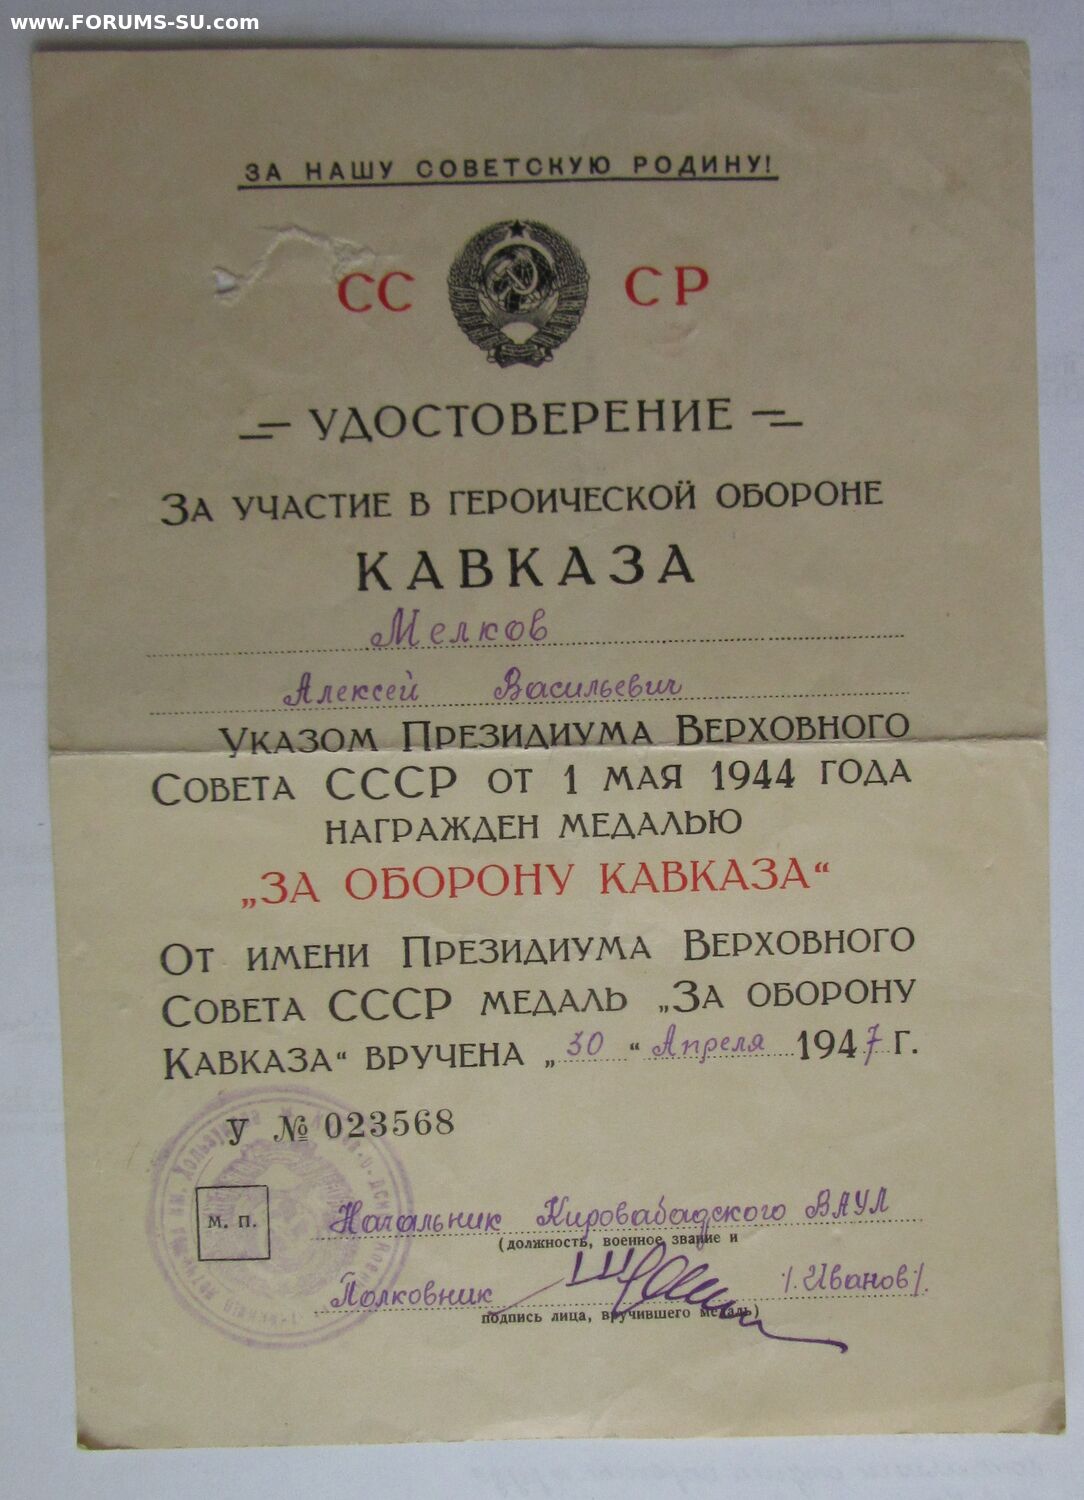 www.FORUMS-SU.com
ЗА НАШУ СОВЕТСКУЮ РОДИНУ!
СС СР
УДОСТОВЕРЕНИЕ
ЗА УЧАСТИЕ В ГЕРОИЧЕСКОЙ ОБОРОНЕ
КАВКАЗА
Мелков
Алексей Васильевич
УКАЗОМ ПРЕЗИДИУМА ВЕРХОВНОГО
СОВЕТА СССР ОТ 1 МАЯ 1944 ГОДА
НАГРАЖДЕН МЕДАЛЬЮ
„ЗА ОБОРОНУ КАВКАЗА“
ОТ ИМЕНИ ПРЕЗИДИУМА ВЕРХОВНОГО
СОВЕТА СССР МЕДАЛЬ „ЗА ОБОРОНУ
КАВКАЗА“ ВРУЧЕНА „30“ Апреля 1947 г.
У № 023568
м. п.
Начальник Кировабадского ВАУЛ
(должность, военное звание и
Полковник /Иванов/.
подпись лица, вручившего медаль)